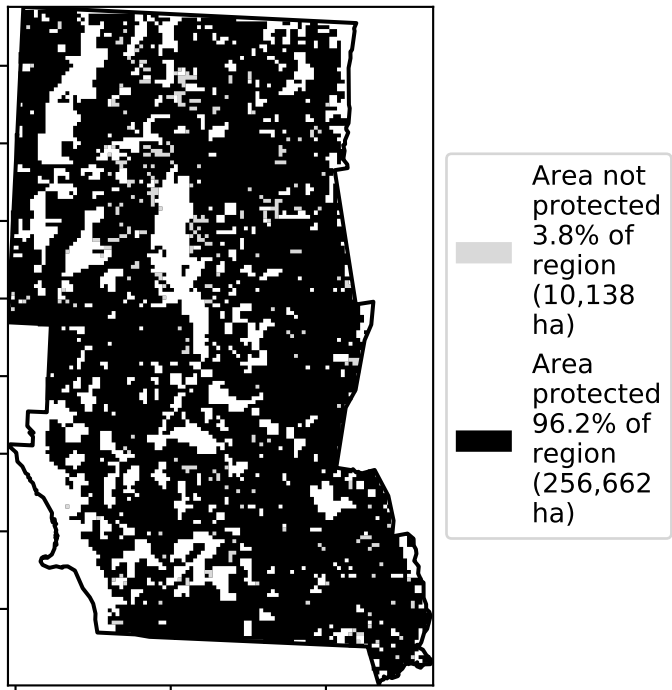 Area not
protected
3.8% of
region
(10,138
ha)
Area
protected
96.2% of
region
(256,662
ha)